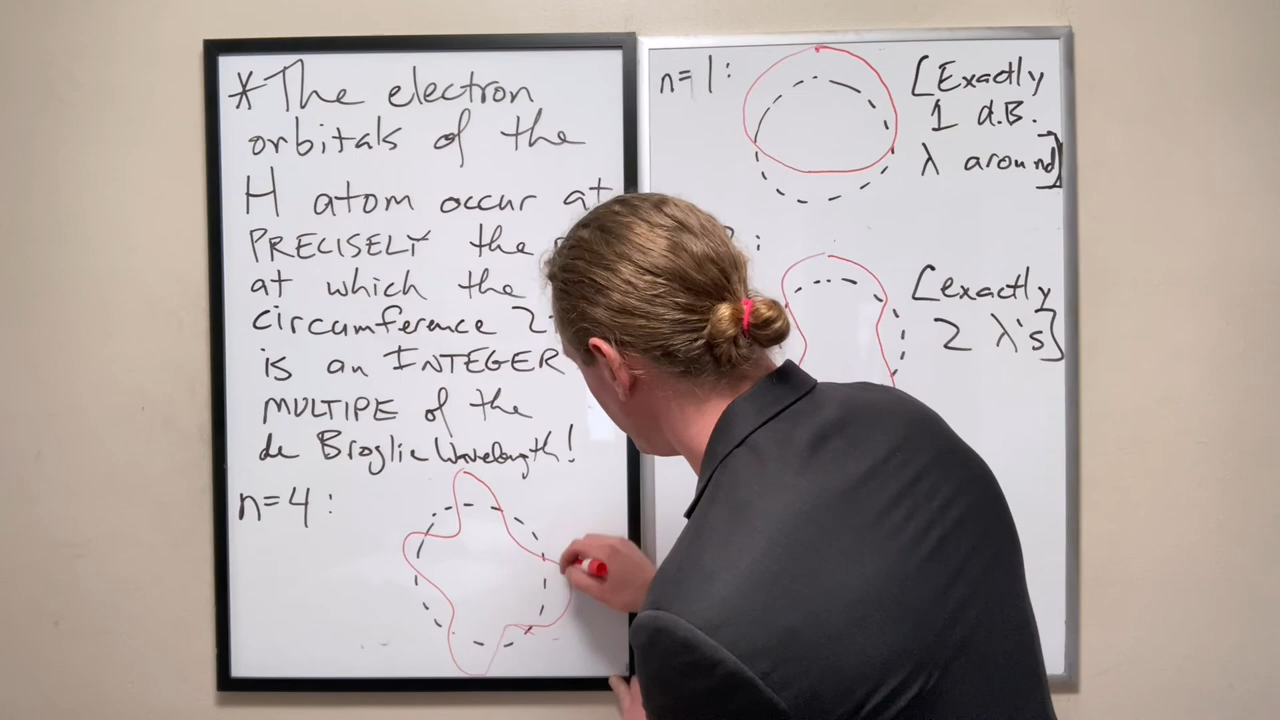 *The electron
orbitals of the
H atom occur at
PRECISELY the
at which the
circumference 2
is an INTEGER
MULTIPE of the
de Broglie Wavelength!
n=4:
n=1:
[Exactly
1 d.B.
λ around]
:
[exactly
2 λ's]